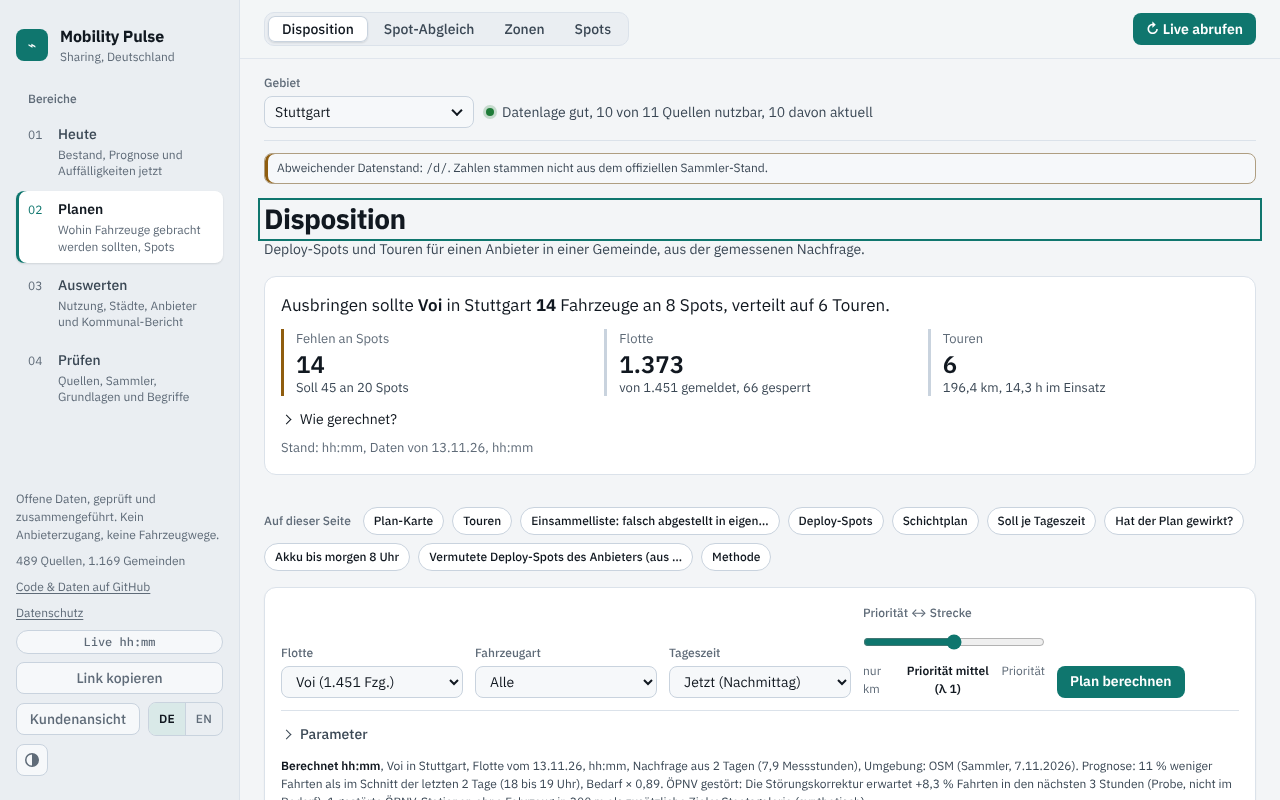 Mobility Pulse
Sharing, Deutschland
Bereiche
01 Heute
Bestand, Prognose und
Auffälligkeiten jetzt
02 Planen
Wohin Fahrzeuge gebracht
werden sollten, Spots
03 Auswerten
Nutzung, Städte, Anbieter
und Kommunal-Bericht
04 Prüfen
Quellen, Sammler,
Grundlagen und Begriffe
Offene Daten, geprüft und
zusammengeführt. Kein
Anbieterzugang, keine Fahrzeugwege.
489 Quellen, 1.169 Gemeinden
Code & Daten auf GitHub
Datenschutz
Live hh:mm
Link kopieren
Kundenansicht DE EN
Disposition Spot-Abgleich Zonen Spots
↻ Live abrufen
Gebiet
Stuttgart Datenlage gut, 10 von 11 Quellen nutzbar, 10 davon aktuell
Abweichender Datenstand: /d/. Zahlen stammen nicht aus dem offiziellen Sammler-Stand.
Disposition
Deploy-Spots und Touren für einen Anbieter in einer Gemeinde, aus der gemessenen Nachfrage.
Ausbringen sollte Voi in Stuttgart 14 Fahrzeuge an 8 Spots, verteilt auf 6 Touren.
Fehlen an Spots Flotte Touren
14 1.373 6
Soll 45 an 20 Spots von 1.451 gemeldet, 66 gesperrt 196,4 km, 14,3 h im Einsatz
Wie gerechnet?
Stand: hh:mm, Daten von 13.11.26, hh:mm
Auf dieser Seite Plan-Karte Touren Einsammelliste: falsch abgestellt in eigen... Deploy-Spots Schichtplan Soll je Tageszeit Hat der Plan gewirkt?
Akku bis morgen 8 Uhr Vermutete Deploy-Spots des Anbieters (aus ... Methode
Priorität ↔ Strecke
Flotte Fahrzeugart Tageszeit
Voi (1.451 Fzg.) Alle Jetzt (Nachmittag) nur Priorität mittel Priorität Plan berechnen
km (λ 1)
Parameter
Berechnet hh:mm, Voi in Stuttgart, Flotte vom 13.11.26, hh:mm, Nachfrage aus 2 Tagen (7,9 Messstunden), Umgebung: OSM (Sammler, 7.11.2026). Prognose: 11 % weniger
Fahrten als im Schnitt der letzten 2 Tage (18 bis 19 Uhr), Bedarf × 0,89. ÖPNV gestört: Die Störungskorrektur erwartet +8,3 % Fahrten in den nächsten 3 Stunden (Probe, nicht im